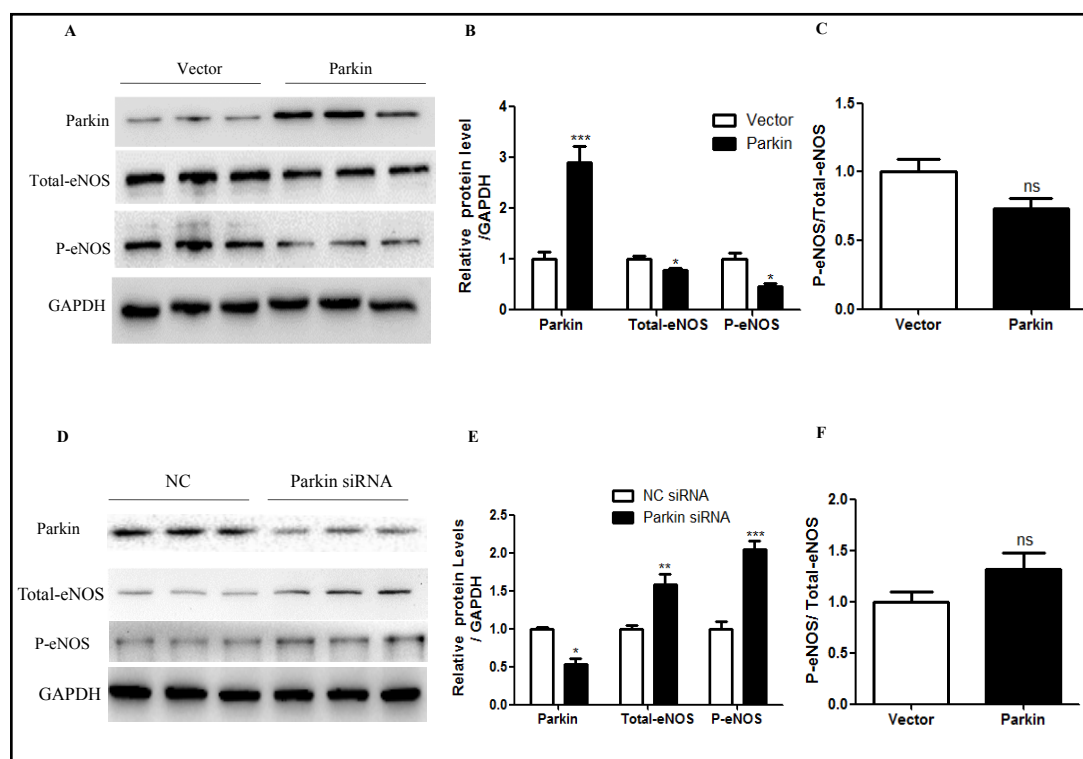 A
Vector Parkin
Parkin
Total-eNOS
P-eNOS
GAPDH
B
Relative protein level
/GAPDH
4
3
2
1
0
Vector
Parkin
***
*
*
Parkin Total-eNOS P-eNOS
C
P-eNOS/Total-eNOS
1.5
1.0
0.5
0.0
ns
Vector Parkin
D
NC Parkin siRNA
Parkin
Total-eNOS
P-eNOS
GAPDH
E
Relative protein Levels
/ GAPDH
NC siRNA
Parkin siRNA
2.5
2.0
1.5
1.0
0.5
0.0
*
**
***
Parkin Total-eNOS P-eNOS
F
P-eNOS/ Total-eNOS
2.0
1.5
1.0
0.5
0.0
ns
Vector Parkin